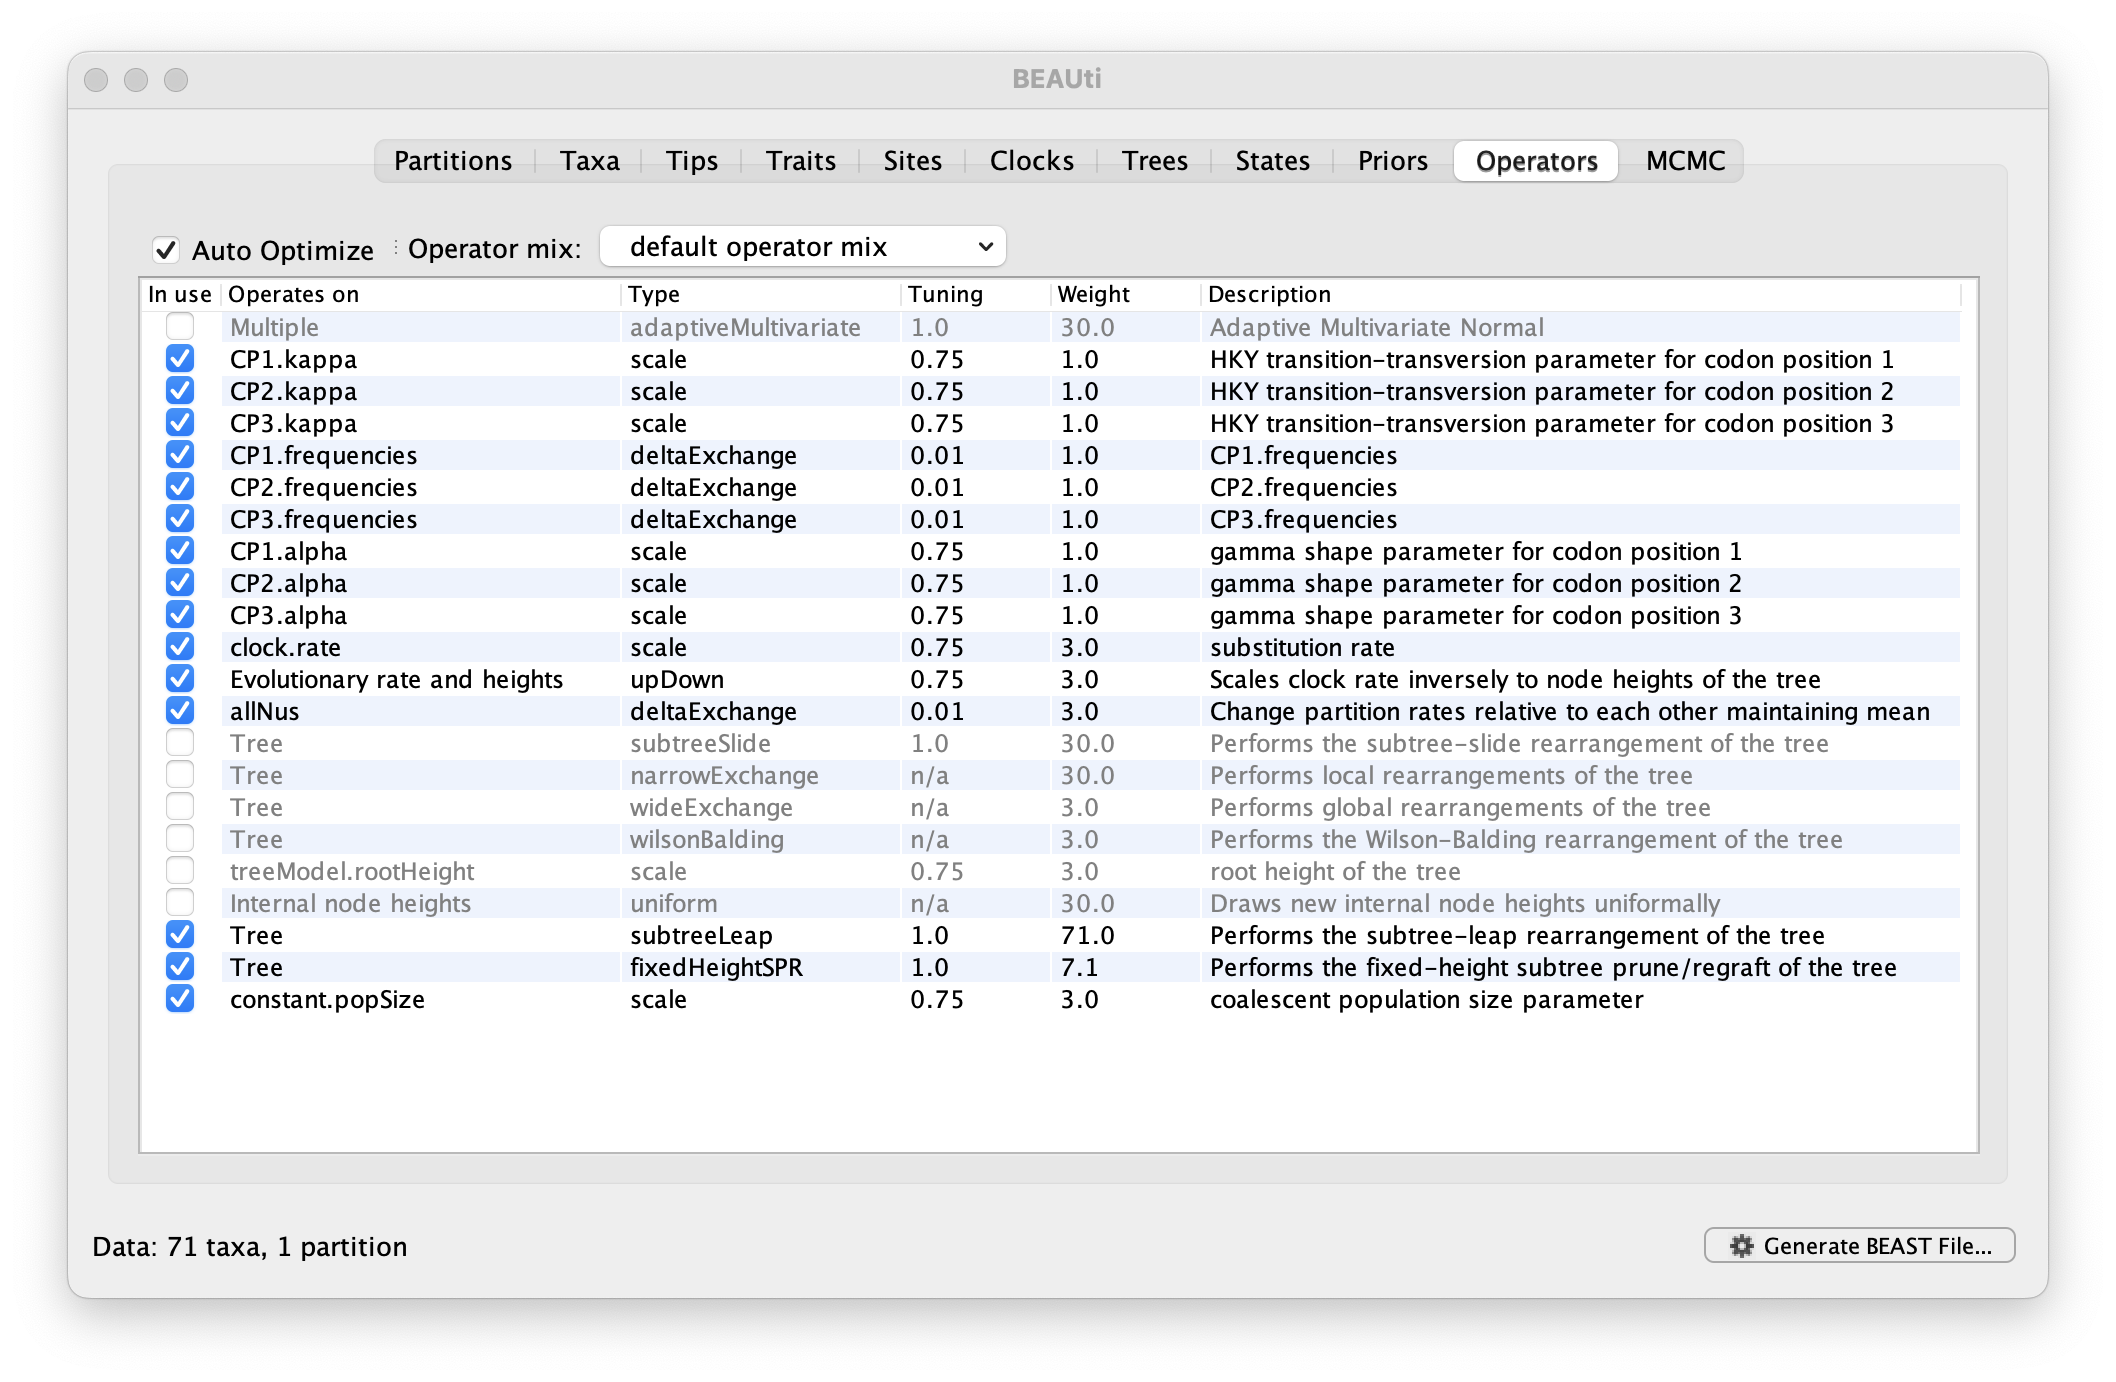 BEAUti
Partitions Taxa Tips Traits Sites Clocks Trees States Priors Operators MCMC
Auto Optimize Operator mix: default operator mix
In use Operates on Type Tuning Weight Description
Multiple adaptiveMultivariate 1.0 30.0 Adaptive Multivariate Normal
CP1.kappa scale 0.75 1.0 HKY transition-transversion parameter for codon position 1
CP2.kappa scale 0.75 1.0 HKY transition-transversion parameter for codon position 2
CP3.kappa scale 0.75 1.0 HKY transition-transversion parameter for codon position 3
CP1.frequencies deltaExchange 0.01 1.0 CP1.frequencies
CP2.frequencies deltaExchange 0.01 1.0 CP2.frequencies
CP3.frequencies deltaExchange 0.01 1.0 CP3.frequencies
CP1.alpha scale 0.75 1.0 gamma shape parameter for codon position 1
CP2.alpha scale 0.75 1.0 gamma shape parameter for codon position 2
CP3.alpha scale 0.75 1.0 gamma shape parameter for codon position 3
clock.rate scale 0.75 3.0 substitution rate
Evolutionary rate and heights upDown 0.75 3.0 Scales clock rate inversely to node heights of the tree
allNus deltaExchange 0.01 3.0 Change partition rates relative to each other maintaining mean
Tree subtreeSlide 1.0 30.0 Performs the subtree-slide rearrangement of the tree
Tree narrowExchange n/a 30.0 Performs local rearrangements of the tree
Tree wideExchange n/a 3.0 Performs global rearrangements of the tree
Tree wilsonBalding n/a 3.0 Performs the Wilson-Balding rearrangement of the tree
treeModel.rootHeight scale 0.75 3.0 root height of the tree
Internal node heights uniform n/a 30.0 Draws new internal node heights uniformally
Tree subtreeLeap 1.0 71.0 Performs the subtree-leap rearrangement of the tree
Tree fixedHeightSPR 1.0 7.1 Performs the fixed-height subtree prune/regraft of the tree
constant.popSize scale 0.75 3.0 coalescent population size parameter
Data: 71 taxa, 1 partition
Generate BEAST File...